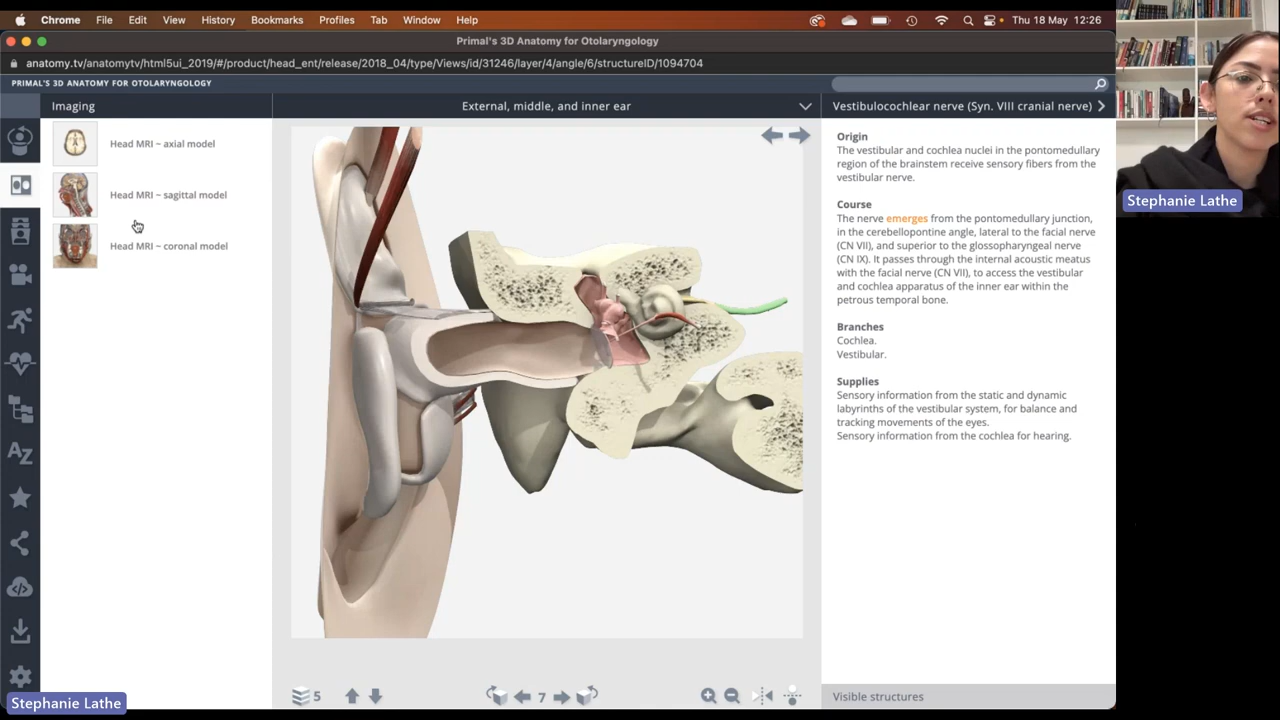 Chrome File Edit View History Bookmarks Profiles Tab Window Help Thu 18 May 12:26
Primal's 3D Anatomy for Otolaryngology
anatomy.tv/anatomytv/html5ui_2019/#/product/head_ent/release/2018_04/type/Views/id/31246/layer/4/angle/6/structureID/1094704
PRIMAL'S 3D ANATOMY FOR OTOLARYNGOLOGY
Imaging
Head MRI ~ axial model
Head MRI ~ sagittal model
Head MRI ~ coronal model
AZ
External, middle, and inner ear
5
7
Vestibulocochlear nerve (Syn. VIII cranial nerve)
Origin
The vestibular and cochlea nuclei in the pontomedullary
region of the brainstem receive sensory fibers from the
vestibular nerve.
Course
The nerve emerges from the pontomedullary junction,
in the cerebellopontine angle, lateral to the facial nerve
(CN VII), and superior to the glossopharyngeal nerve
(CN IX). It passes through the internal acoustic meatus
with the facial nerve (CN VII), to access the vestibular
and cochlea apparatus of the inner ear within the
petrous temporal bone.
Branches
Cochlea.
Vestibular.
Supplies
Sensory information from the static and dynamic
labyrinths of the vestibular system, for balance and
tracking movements of the eyes.
Sensory information from the cochlea for hearing.
Visible structures
Stephanie Lathe
Stephanie Lathe